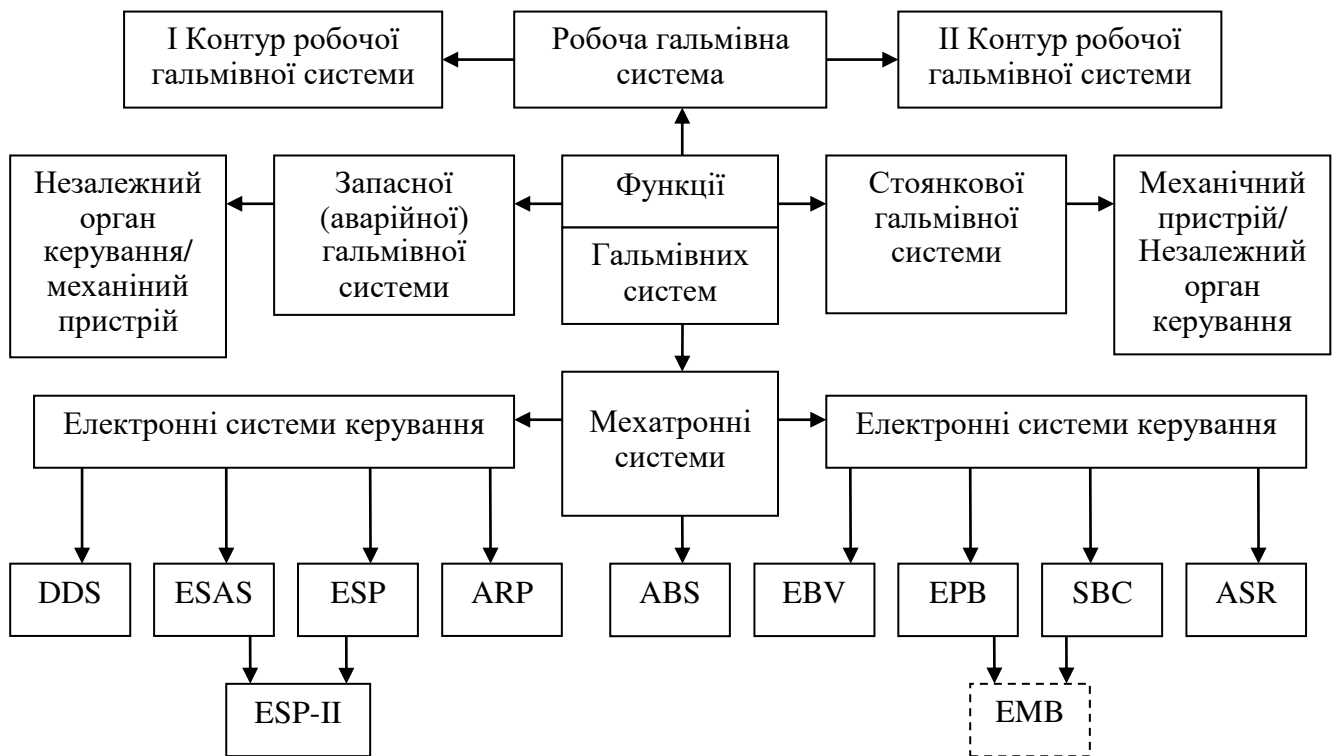 І Контур робочої
гальмівної системи
Робоча гальмівна
система
ІІ Контур робочої
гальмівної системи
Незалежний
орган
керування/
механіний
пристрій
Запасної
(аварійної)
гальмівної
системи
Функції
Гальмівних
систем
Стоянкової
гальмівної
системи
Механічний
пристрій/
Незалежний
орган
керування
Електронні системи керування
Мехатронні
системи
Електронні системи керування
DDS
ESAS
ESP
ARP
ABS
EBV
EPB
SBC
ASR
ESP-II
EMB